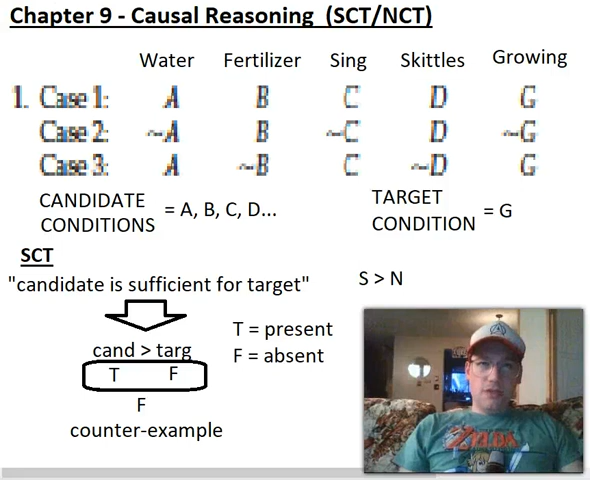 Chapter 9 - Causal Reasoning (SCT/NCT)
Water Fertilizer Sing Skittles Growing
1. Case 1: A B C D G
Case 2: ~A B ~C D ~G
Case 3: A ~B C ~D G
CANDIDATE CONDITIONS = A, B, C, D...
TARGET CONDITION = G
SCT
"candidate is sufficient for target"
S > N
cand > targ
T F
F
counter-example
T = present
F = absent
ZELDA